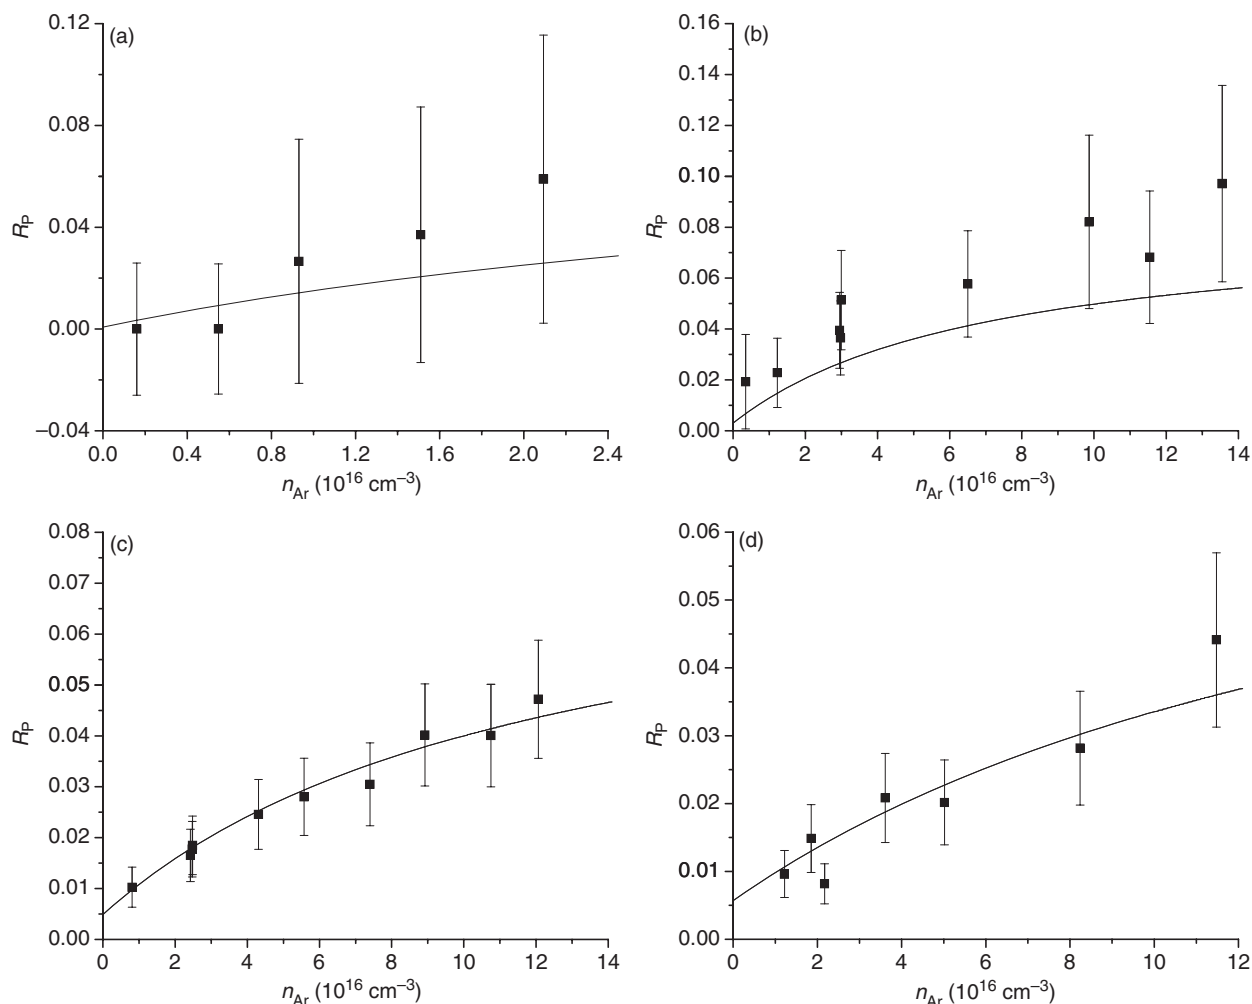 (a)
0.12
0.08
0.04
0.00
−0.04
R_P
0.0 0.4 0.8 1.2 1.6 2.0 2.4
n_Ar (10^16 cm^−3)
(b)
0.16
0.14
0.12
0.10
0.08
0.06
0.04
0.02
0.00
R_P
0 2 4 6 8 10 12 14
n_Ar (10^16 cm^−3)
(c)
0.08
0.07
0.06
0.05
0.04
0.03
0.02
0.01
0.00
R_P
0 2 4 6 8 10 12 14
n_Ar (10^16 cm^−3)
(d)
0.06
0.05
0.04
0.03
0.02
0.01
0.00
R_P
0 2 4 6 8 10 12
n_Ar (10^16 cm^−3)